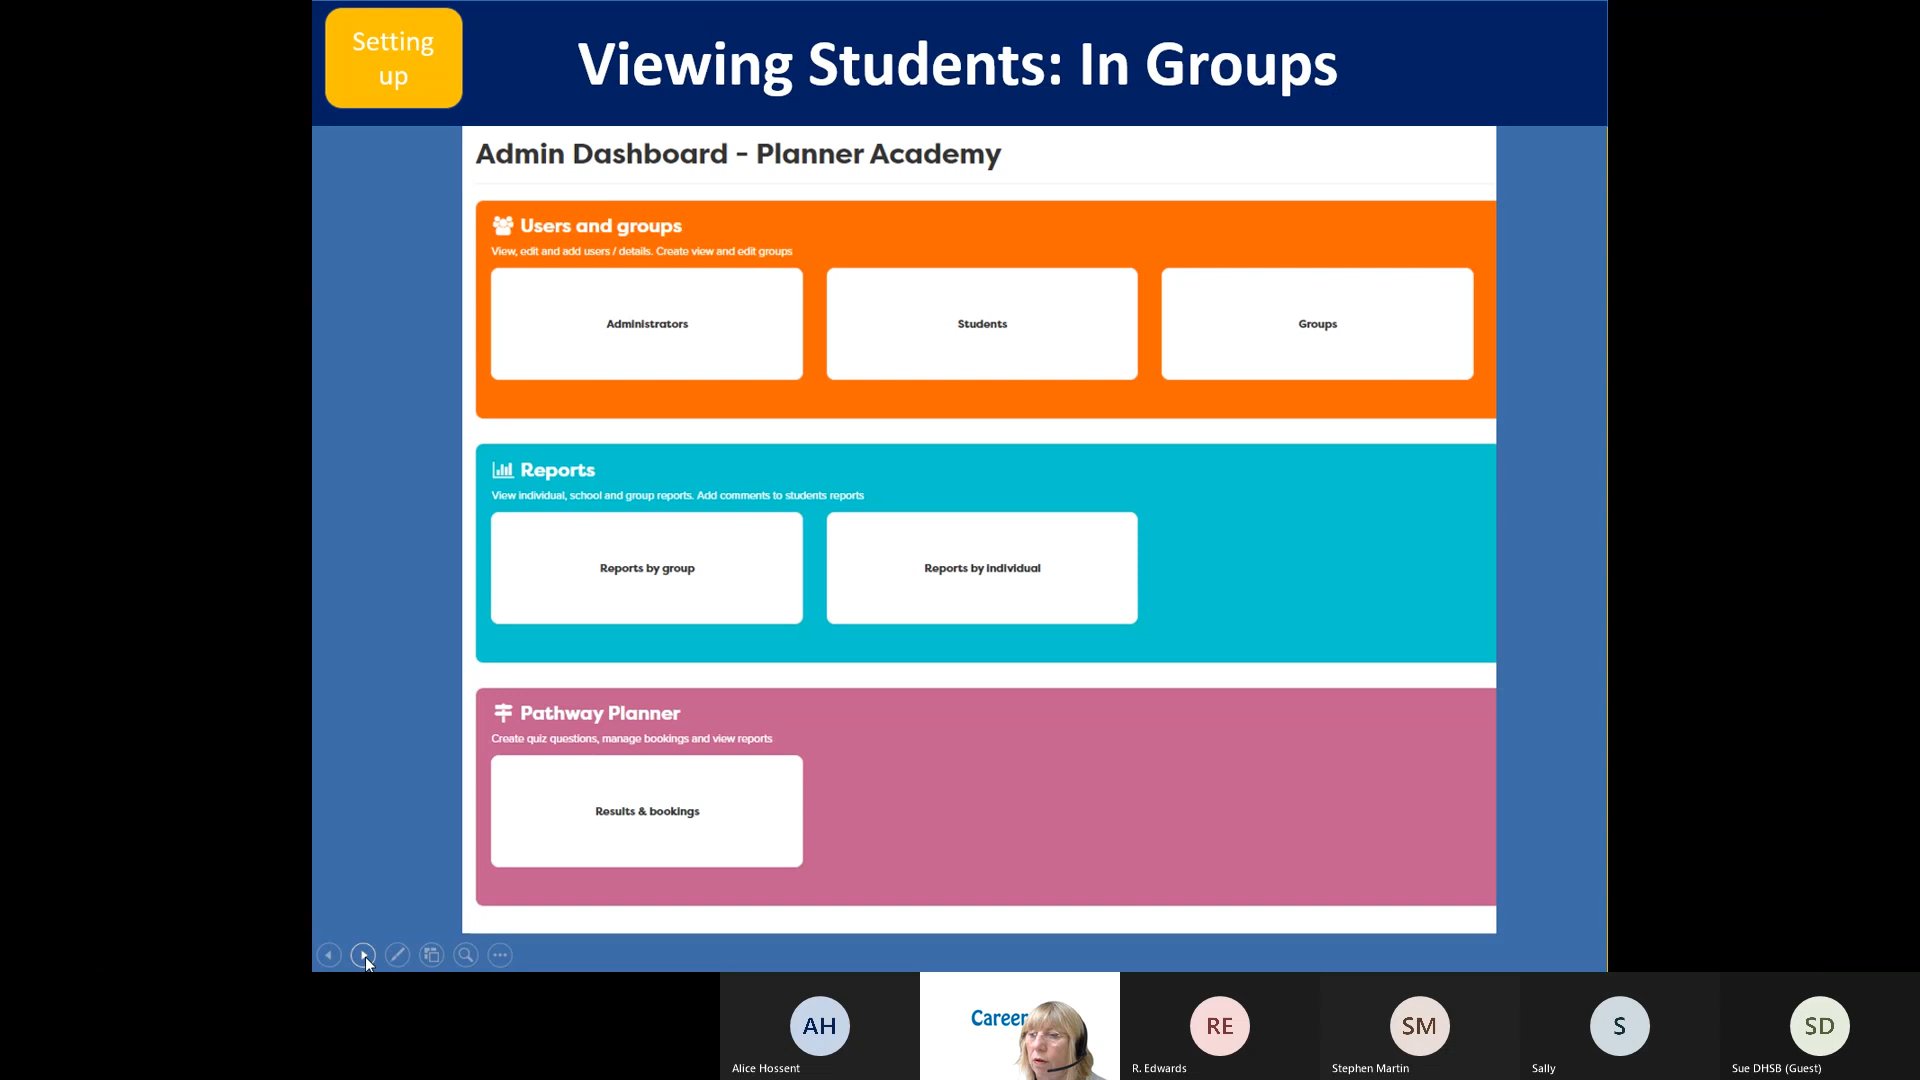 Setting
up
Viewing Students: In Groups
Admin Dashboard - Planner Academy
Users and groups
View, edit and add users / details. Create view and edit groups
Administrators
Students
Groups
Reports
View individual, school and group reports. Add comments to students reports
Reports by group
Reports by individual
Pathway Planner
Create quiz questions, manage bookings and view reports
Results & bookings
AH
Career
RE
SM
S
SD
Alice Hossent
R. Edwards
Stephen Martin
Sally
Sue DHSB (Guest)